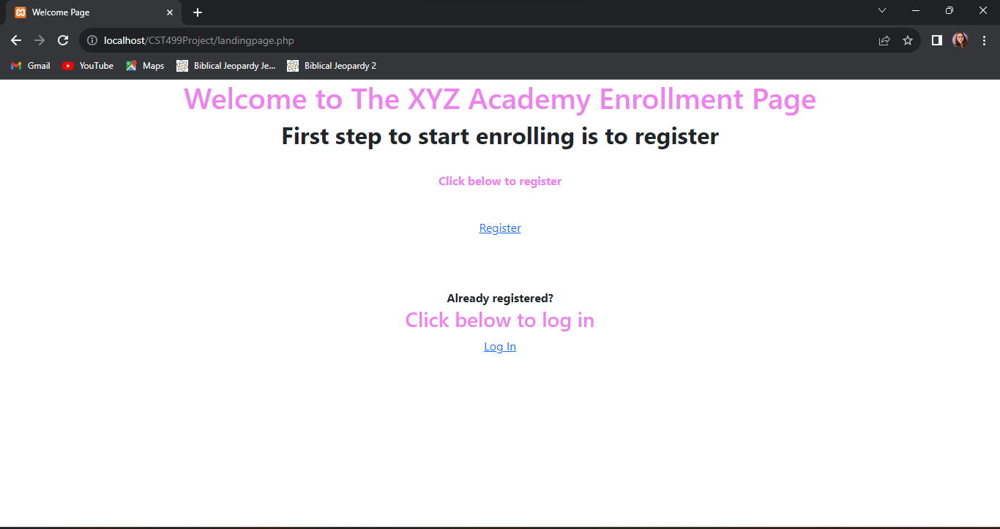 Welcome Page
localhost/CST499Project/landingpage.php
Gmail YouTube Maps Biblical Jeopardy Je... Biblical Jeopardy 2
Welcome to The XYZ Academy Enrollment Page
First step to start enrolling is to register
Click below to register
Register
Already registered?
Click below to log in
Log In